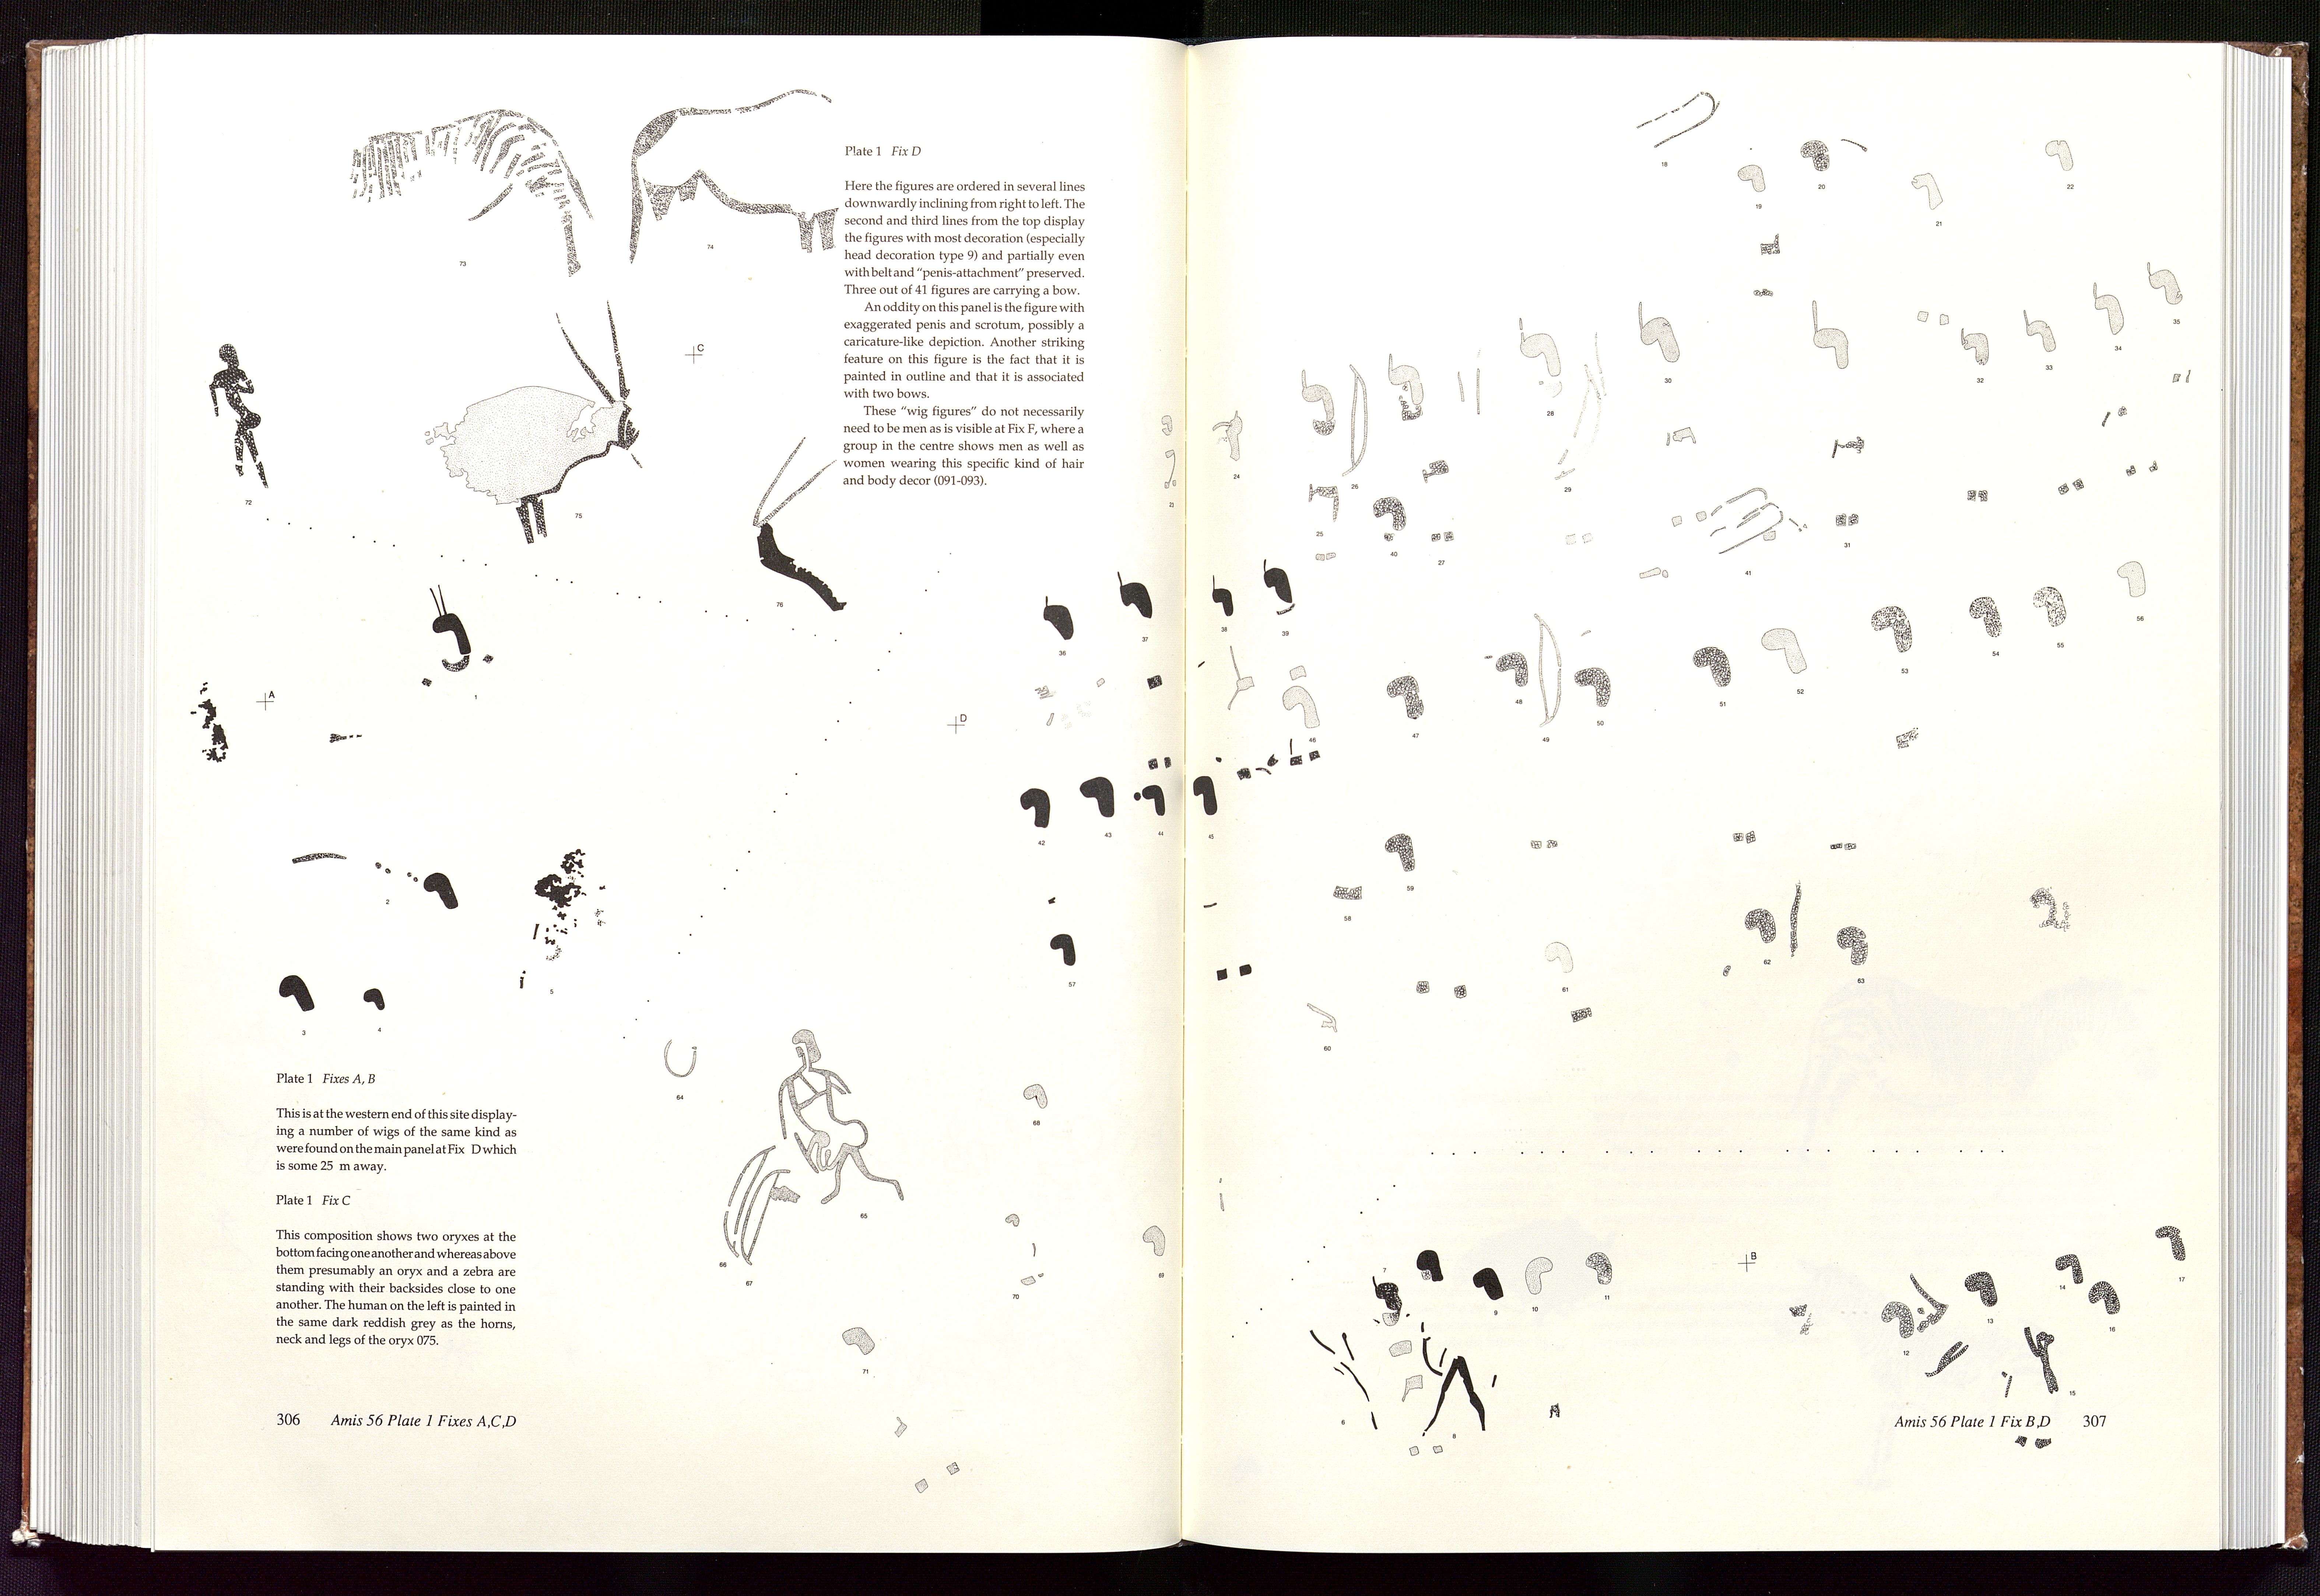 73
74
Plate 1 Fix D
Here the figures are ordered in several lines
downwardly inclining from right to left. The
second and third lines from the top display
the figures with most decoration (especially
head decoration type 9) and partially even
with belt and “penis-attachment” preserved.
Three out of 41 figures are carrying a bow.
An oddity on this panel is the figure with
exaggerated penis and scrotum, possibly a
caricature-like depiction. Another striking
feature on this figure is the fact that it is
painted in outline and that it is associated
with two bows.
These “wig figures” do not necessarily
need to be men as is visible at Fix F, where a
group in the centre shows men as well as
women wearing this specific kind of hair
and body decor (091-093).
C
72
75
76
1
A
D
36
37
42
43
44
23
2
3
4
5
57
Plate 1 Fixes A, B
This is at the western end of this site display-
ing a number of wigs of the same kind as
were found on the main panel at Fix D which
is some 25 m away.
Plate 1 Fix C
This composition shows two oryxes at the
bottom facing one another and whereas above
them presumably an oryx and a zebra are
standing with their backsides close to one
another. The human on the left is painted in
the same dark reddish grey as the horns,
neck and legs of the oryx 075.
64
65
66
67
68
69
70
71
306 Amis 56 Plate 1 Fixes A,C,D
18
19
20
21
22
24
25
26
27
28
29
30
31
32
33
34
35
38
39
40
41
45
46
47
48
49
50
51
52
53
54
55
56
58
59
60
61
62
63
B
6
7
8
9
10
11
12
13
14
15
16
17
Amis 56 Plate 1 Fix B,D 307